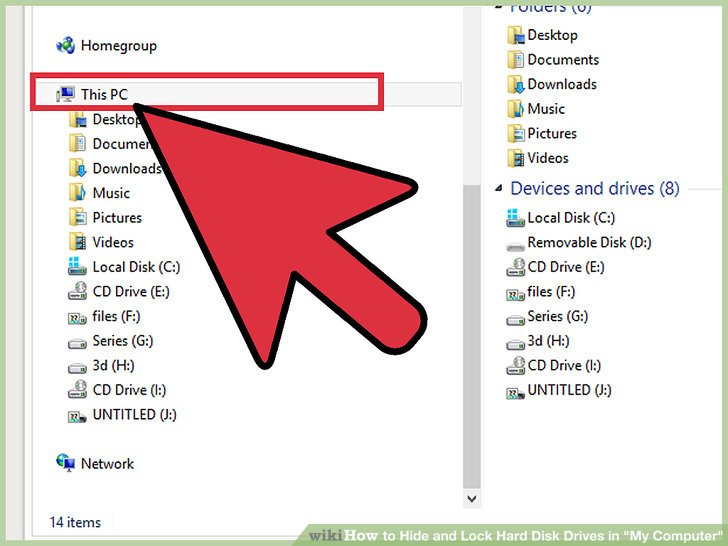 Homegroup
This PC
Desktop
Documen
Downloads
Music
Pictures
Videos
Local Disk (C:)
CD Drive (E:)
files (F:)
Series (G:)
3d (H:)
CD Drive (I:)
UNTITLED (J:)
Network
14 items
Folders (6)
Desktop
Documents
Downloads
Music
Pictures
Videos
Devices and drives (8)
Local Disk (C:)
Removable Disk (D:)
CD Drive (E:)
files (F:)
Series (G:)
3d (H:)
CD Drive (I:)
UNTITLED (J:)
wikiHow to Hide and Lock Hard Disk Drives in "My Computer"